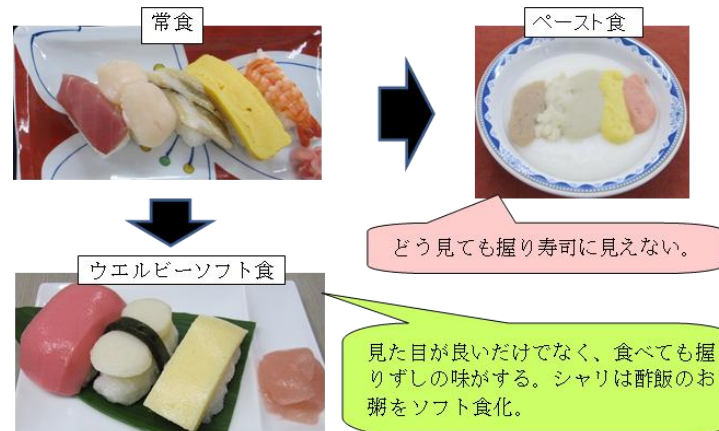 常食
ペースト食
どう見ても握り寿司に見えない。
ウエルビーソフト食
見た目が良いだけでなく、食べても握
りずしの味がする。シャリは酢飯のお
粥をソフト食化。